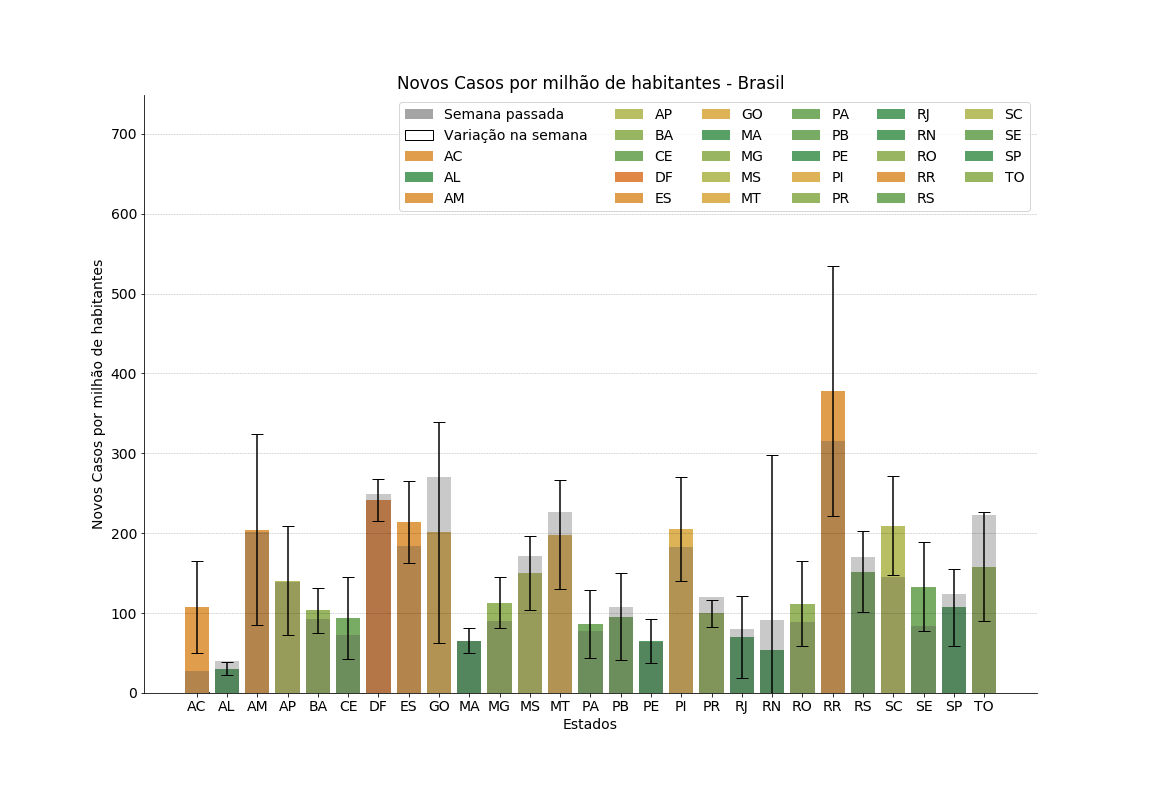 Novos Casos por milhão de habitantes - Brasil
Semana passada
Variação na semana
AC
AL
AM
AP
BA
CE
DF
ES
GO
MA
MG
MS
MT
PA
PB
PE
PI
PR
RJ
RN
RO
RR
RS
SC
SE
SP
TO
Novos Casos por milhão de habitantes
700
600
500
400
300
200
100
0
AC AL AM AP BA CE DF ES GO MA MG MS MT PA PB PE PI PR RJ RN RO RR RS SC SE SP TO
Estados